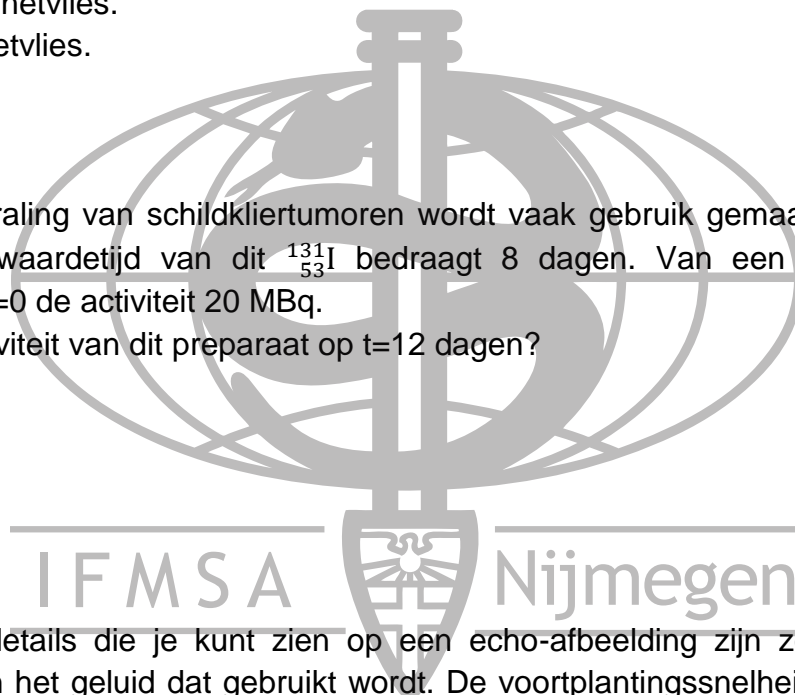 netvlies.
etvlies.
raling van schildkliertumoren wordt vaak gebruik gemaa
waardetijd van dit ¹³¹₅₃I bedraagt 8 dagen. Van een
=0 de activiteit 20 MBq.
viteit van dit preparaat op t=12 dagen?
IFMSA Nijmegen
details die je kunt zien op een echo-afbeelding zijn z
het geluid dat gebruikt wordt. De voortplantingssnelhei